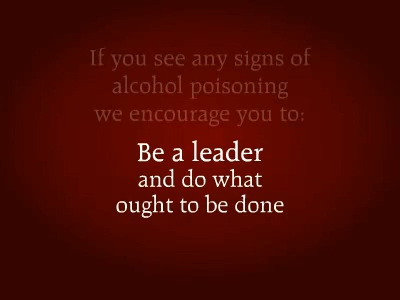 If you see any signs of
alcohol poisoning
we encourage you to:
Be a leader
and do what
ought to be done